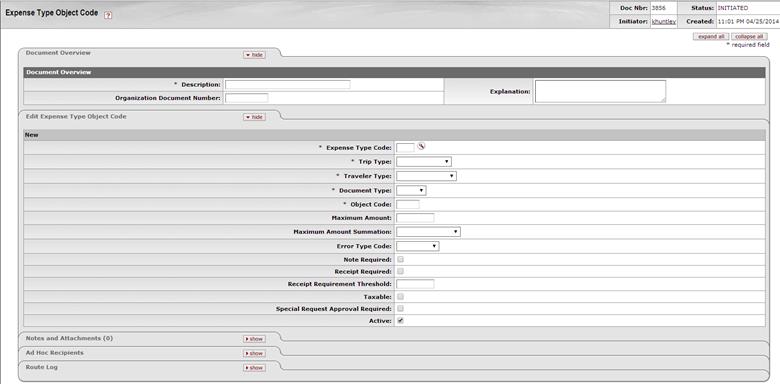 Expense Type Object Code ?
Doc Nbr: 3856 Status: INITIATED
Initiator: khuntley Created: 11:01 PM 04/25/2014
expand all collapse all
* required field
Document Overview hide
Document Overview
* Description: Explanation:
Organization Document Number:
Edit Expense Type Object Code hide
New
* Expense Type Code:
* Trip Type:
* Traveler Type:
* Document Type:
* Object Code:
Maximum Amount:
Maximum Amount Summation:
Error Type Code:
Note Required:
Receipt Required:
Receipt Requirement Threshold:
Taxable:
Special Request Approval Required:
Active:
Notes and Attachments (0) show
Ad Hoc Recipients show
Route Log show